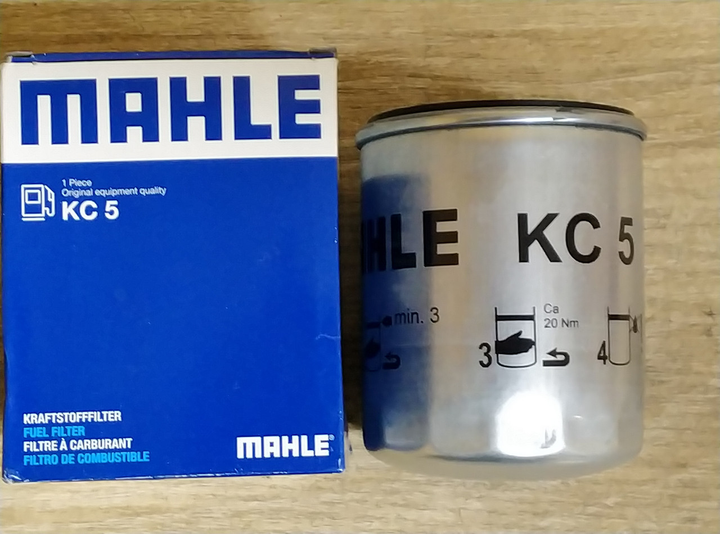 MAHLE
1 Piece
Original equipment quality
KC 5
KRAFTSTOFFFILTER
FUEL FILTER
FILTRE À CARBURANT
FILTRO DE COMBUSTIBLE
MAHLE®
KC 5
min. 3
3
Ca
20 Nm
4